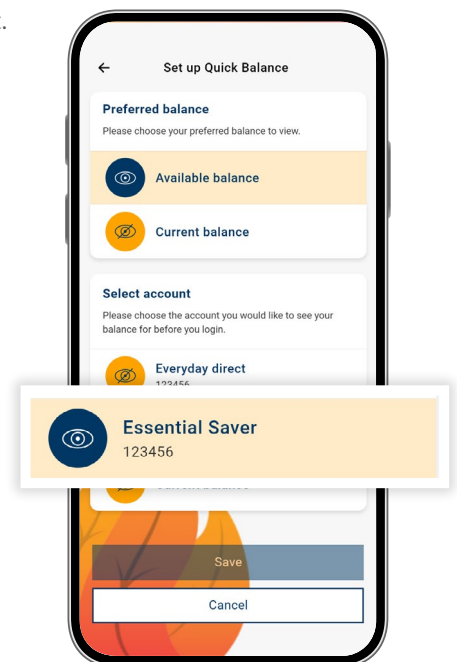 Set up Quick Balance
Preferred balance
Please choose your preferred balance to view.
Available balance
Current balance
Select account
Please choose the account you would like to see your
balance for before you login.
Everyday direct
123456
Essential Saver
123456
Save
Cancel